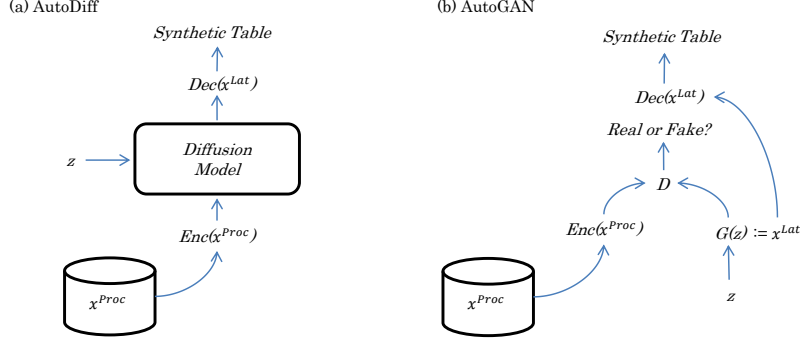 (a) AutoDiff
Synthetic Table
Dec(x^Lat)
Diffusion
Model
z
Enc(x^Proc)
x^Proc
(b) AutoGAN
Synthetic Table
Dec(x^Lat)
Real or Fake?
D
Enc(x^Proc)
G(z) := x^Lat
x^Proc
z